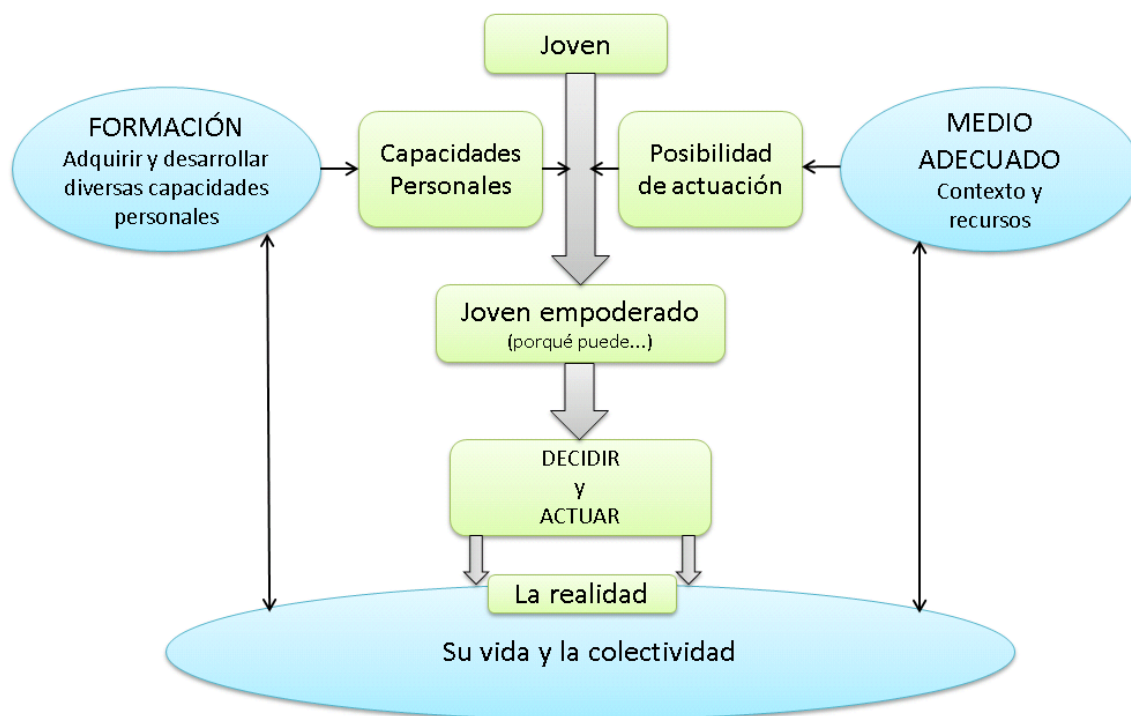 Joven
FORMACIÓN
Adquirir y desarrollar
diversas capacidades
personales
Capacidades
Personales
Posibilidad
de actuación
MEDIO
ADECUADO
Contexto y
recursos
Joven empoderado
(porqué puede...)
DECIDIR
y
ACTUAR
La realidad
Su vida y la colectividad